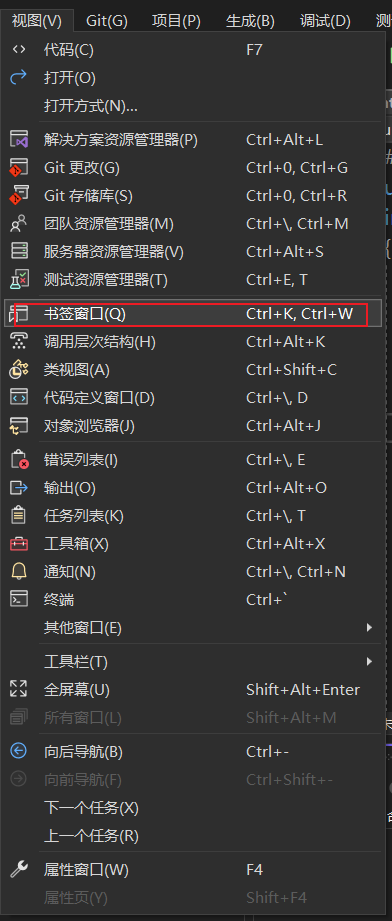 视图(V) Git(G) 项目(P) 生成(B) 调试(D)
代码(C) F7
打开(O)
打开方式(N)...
解决方案资源管理器(P) Ctrl+Alt+L
Git 更改(G) Ctrl+0, Ctrl+G
Git 存储库(S) Ctrl+0, Ctrl+R
团队资源管理器(M) Ctrl+\, Ctrl+M
服务器资源管理器(V) Ctrl+Alt+S
测试资源管理器(T) Ctrl+E, T
书签窗口(Q) Ctrl+K, Ctrl+W
调用层次结构(H) Ctrl+Alt+K
类视图(A) Ctrl+Shift+C
代码定义窗口(D) Ctrl+\, D
对象浏览器(J) Ctrl+Alt+J
错误列表(I) Ctrl+\, E
输出(O) Ctrl+Alt+O
任务列表(K) Ctrl+\, T
工具箱(X) Ctrl+Alt+X
通知(N) Ctrl+\, Ctrl+N
终端 Ctrl+`
其他窗口(E)
工具栏(T)
全屏幕(U) Shift+Alt+Enter
所有窗口(L) Shift+Alt+M
向后导航(B) Ctrl+-
向前导航(F) Ctrl+Shift+-
下一个任务(X)
上一个任务(R)
属性窗口(W) F4
属性页(Y) Shift+F4